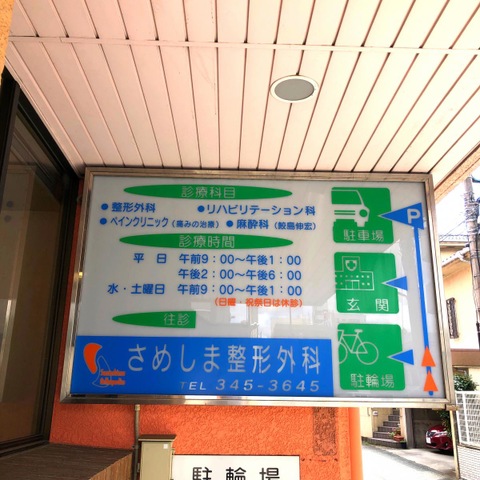 診療科目
●整形外科 ●リハビリテーション科
●ペインクリニック(痛みの治療) ●麻酔科(鮫島伸宏)
診療時間
平 日 午前9:00〜午後1:00
午後2:00〜午後6:00
水・土曜日 午前9:00〜午後1:00
(日曜・祝祭日は休診)
往診
さめしま整形外科
TEL 345-3645
P
駐車場
玄関
駐輪場
駐輪場